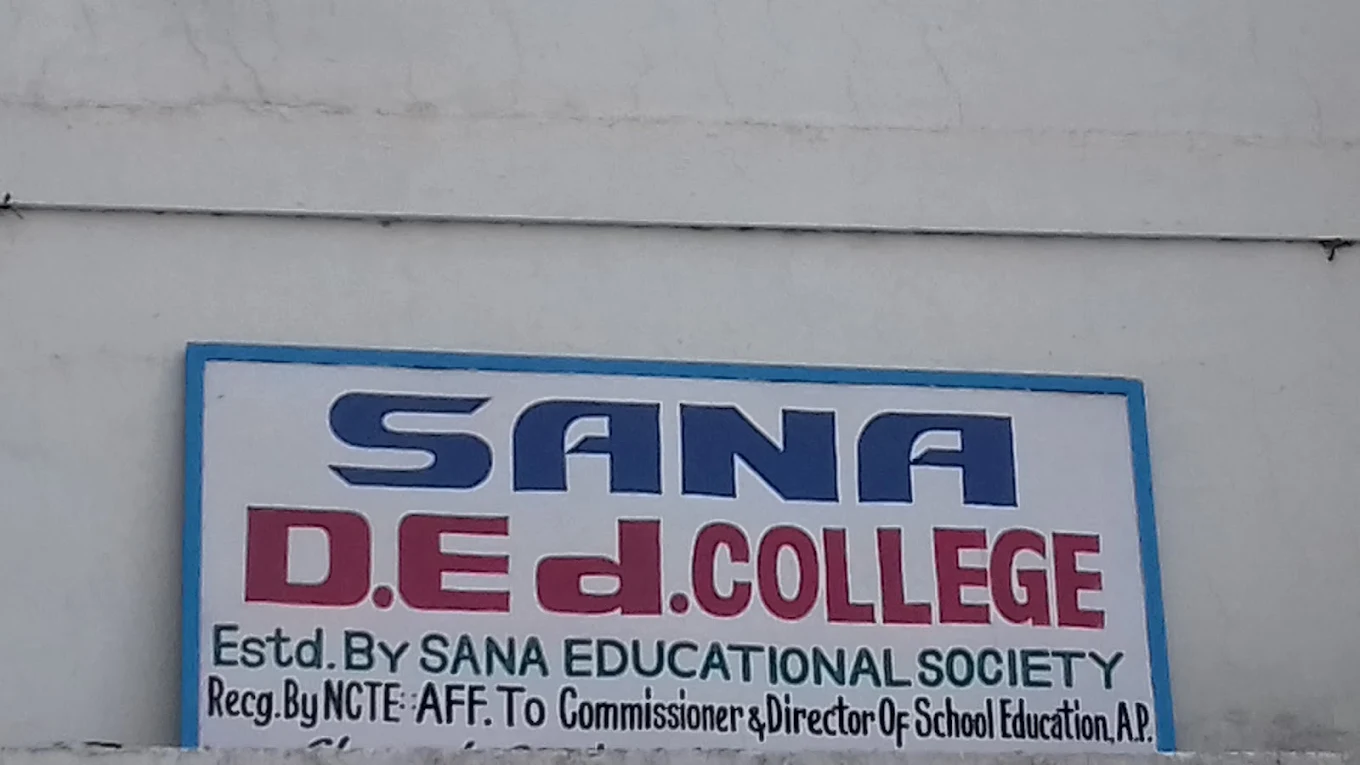 SANA
D.Ed.COLLEGE
Estd. By SANA EDUCATIONAL SOCIETY
Recg.By NCTE::AFF. To Commissioner & Director Of School Education, A.P.